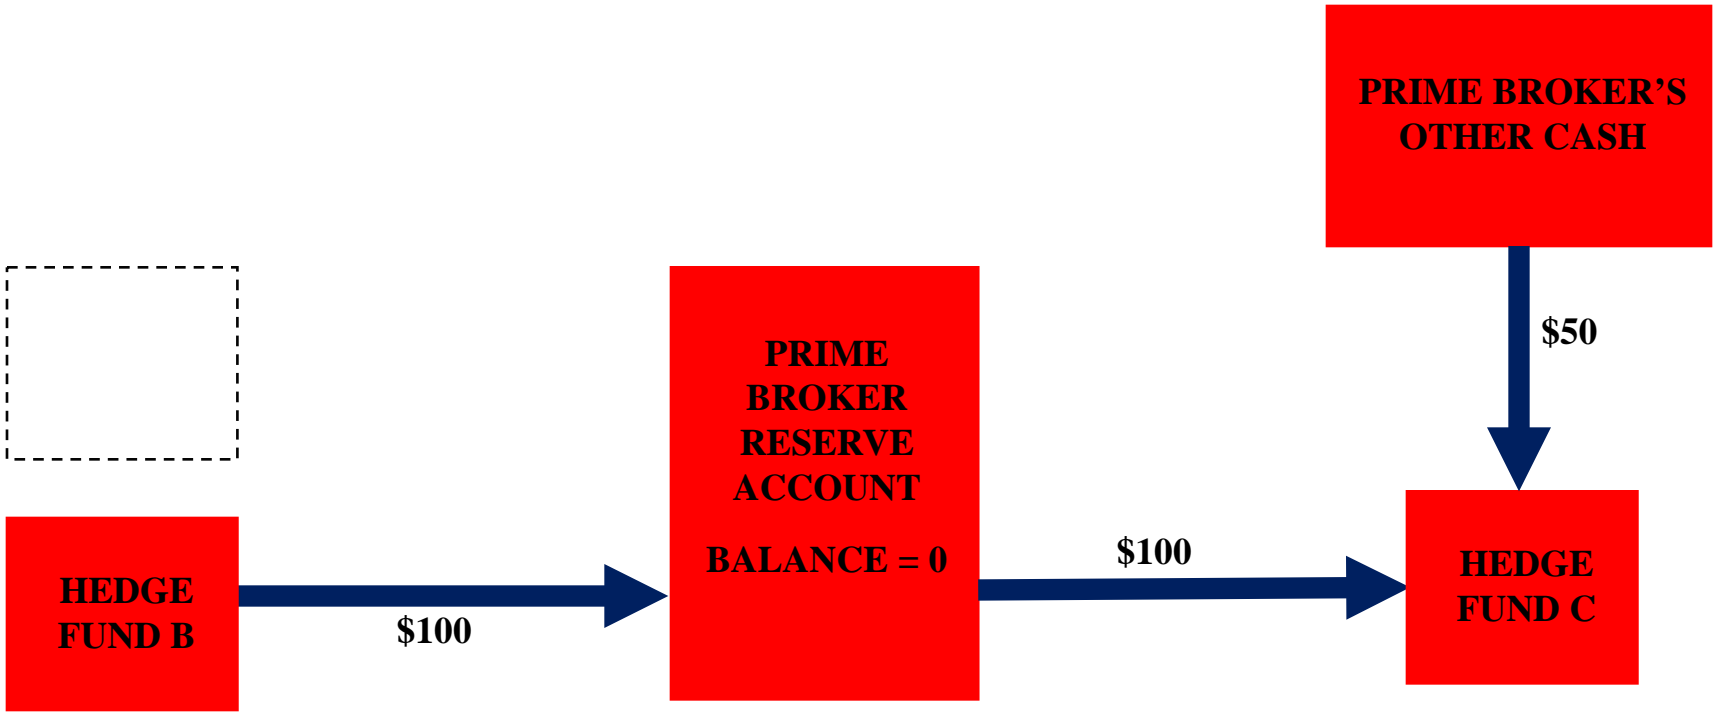 PRIME BROKER’S
OTHER CASH
$50
PRIME
BROKER
RESERVE
ACCOUNT
BALANCE = 0
$100
HEDGE
FUND C
HEDGE
FUND B
$100